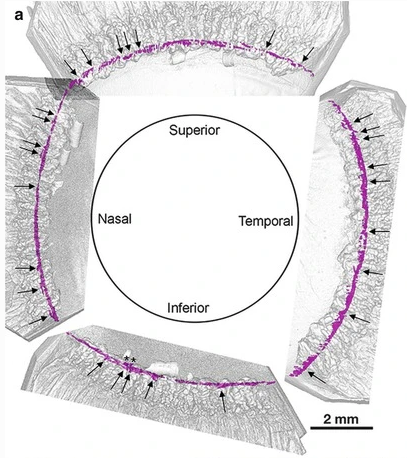 a
Superior
Nasal
Temporal
Inferior
**
2 mm